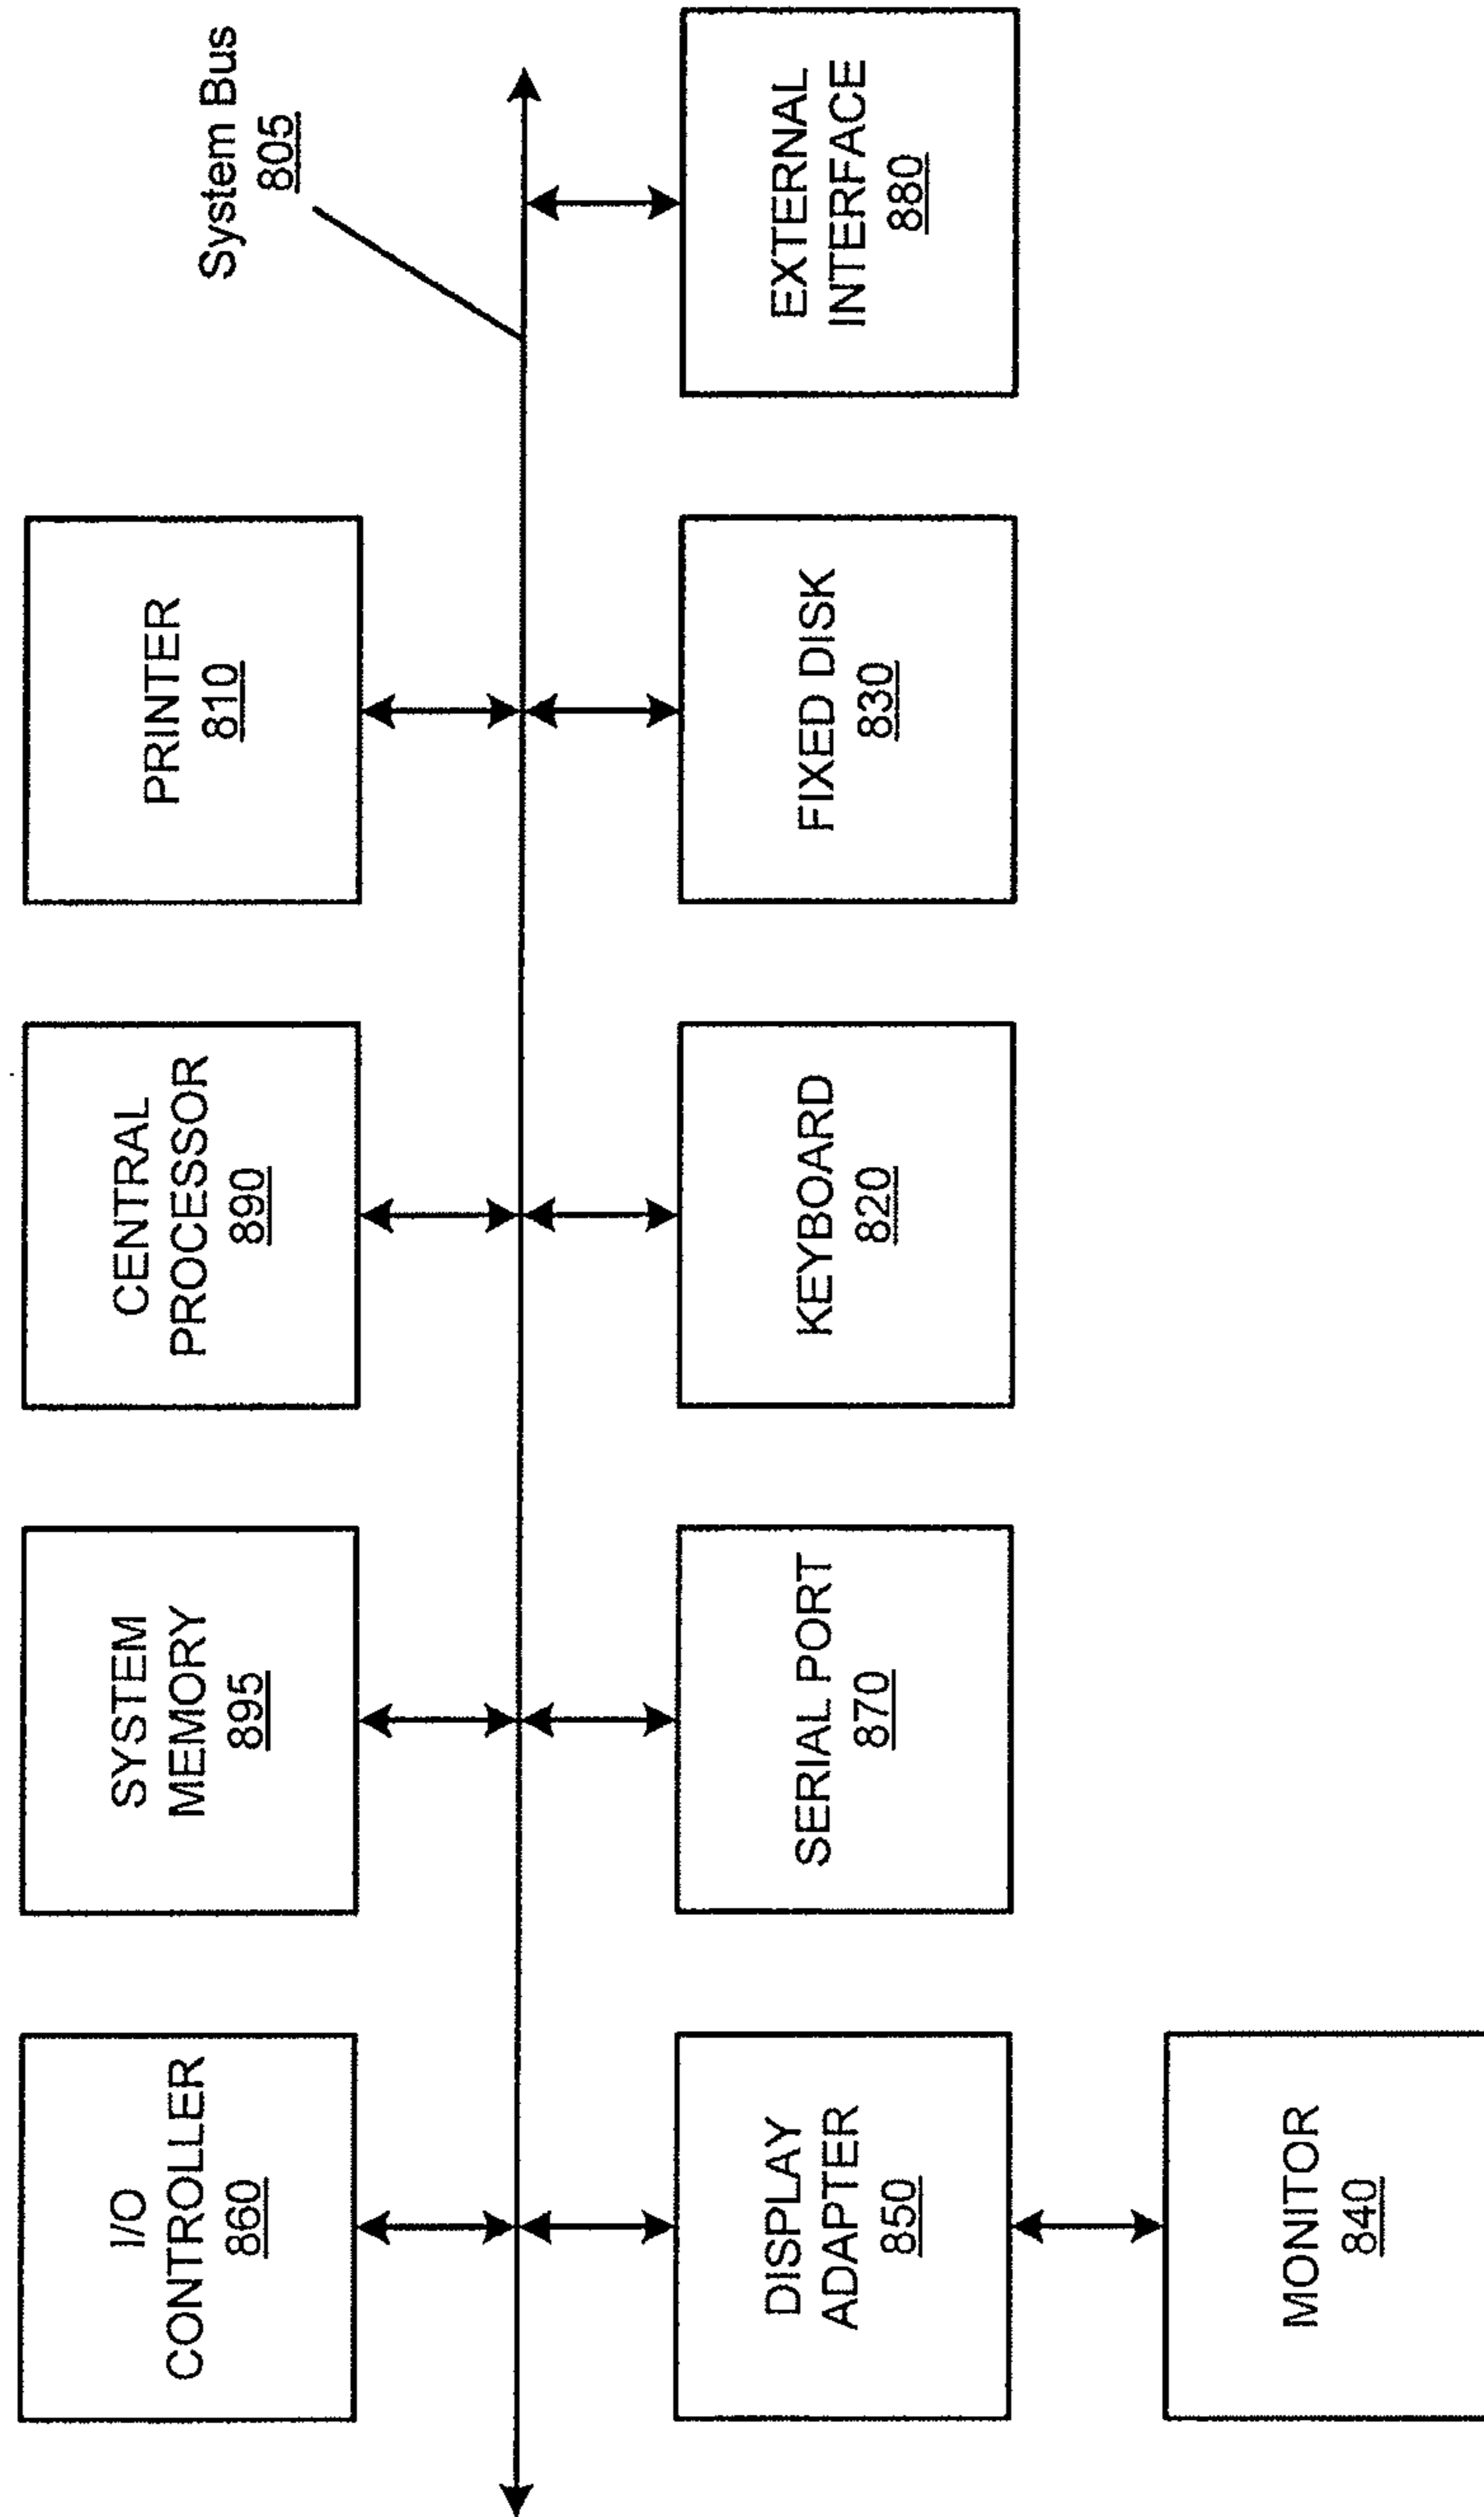 System Bus
805
I/O
CONTROLLER
860
SYSTEM
MEMORY
895
CENTRAL
PROCESSOR
890
PRINTER
810
DISPLAY
ADAPTER
850
SERIAL PORT
870
KEYBOARD
820
FIXED DISK
830
EXTERNAL
INTERFACE
880
MONITOR
840